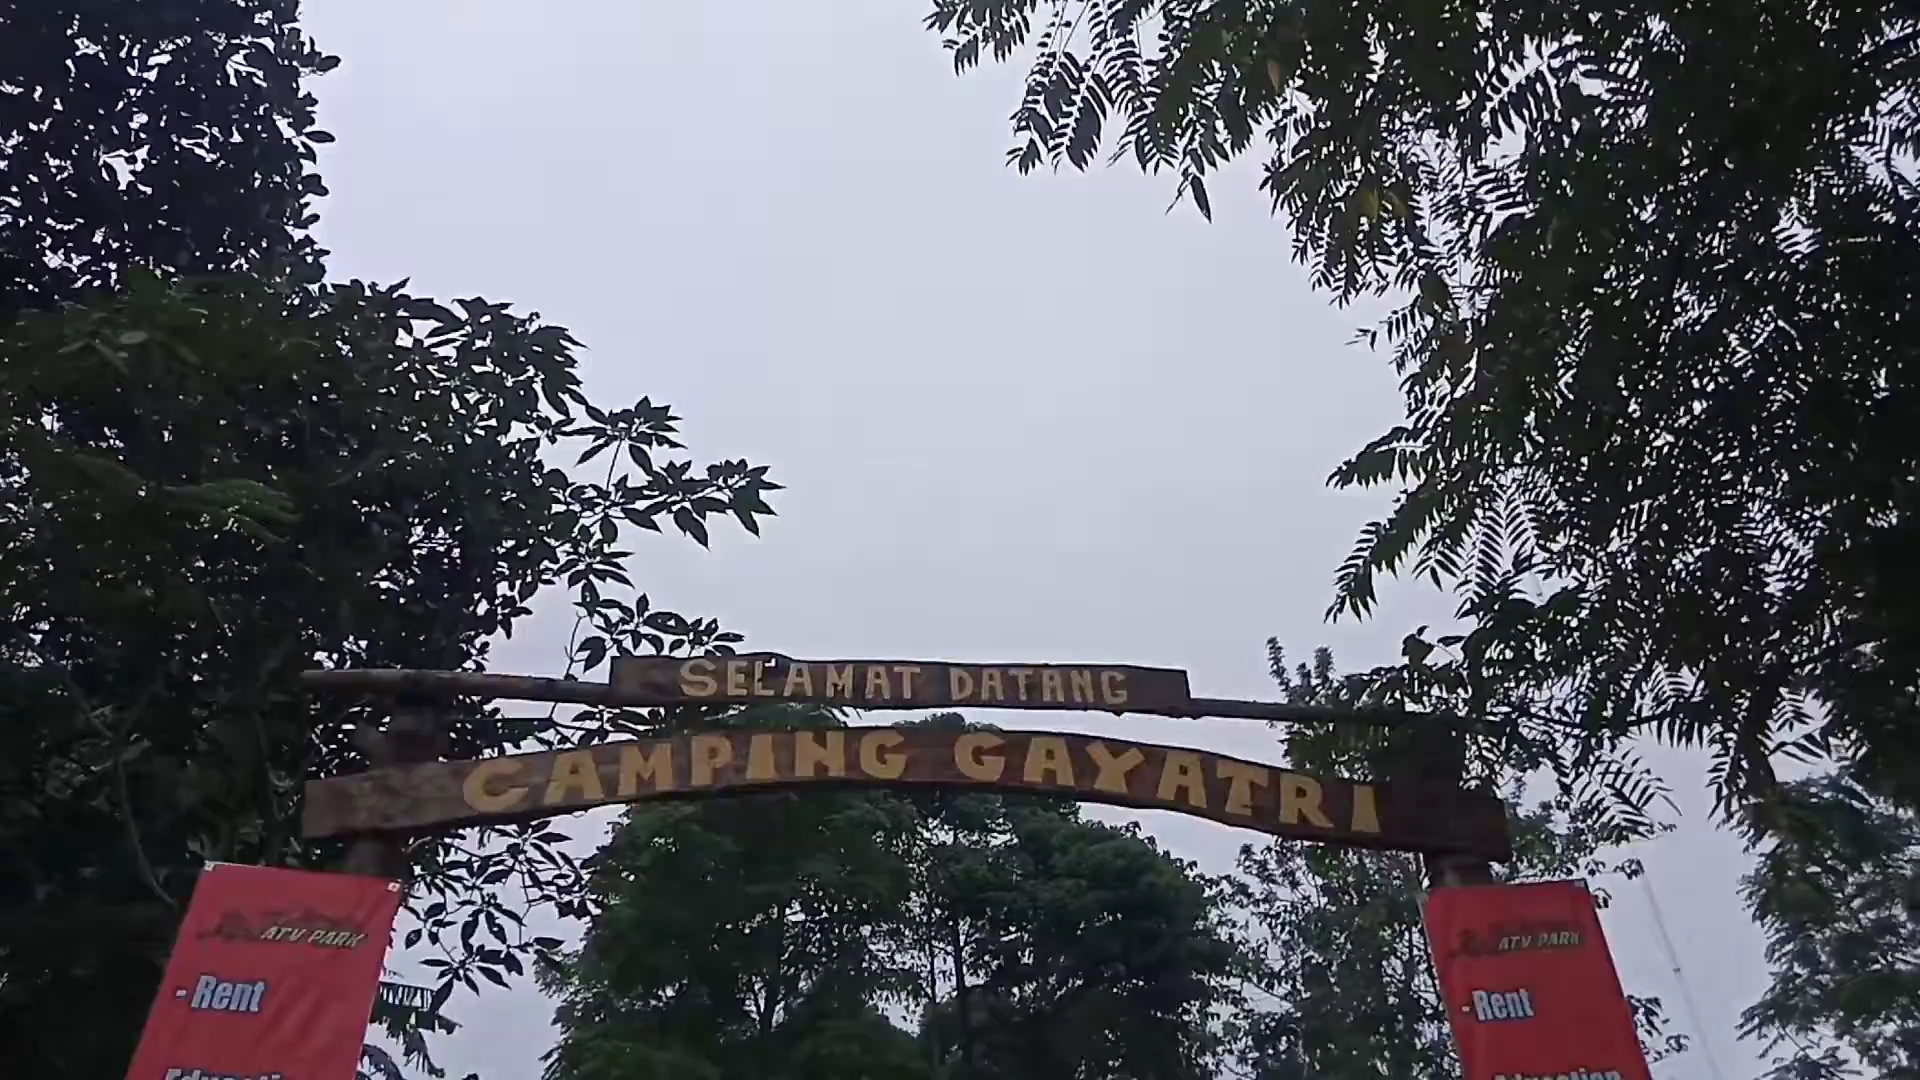 SELAMAT DATANG
CAMPING GAYATRI
ATV PARK
- Rent
ATV PARK
- Rent